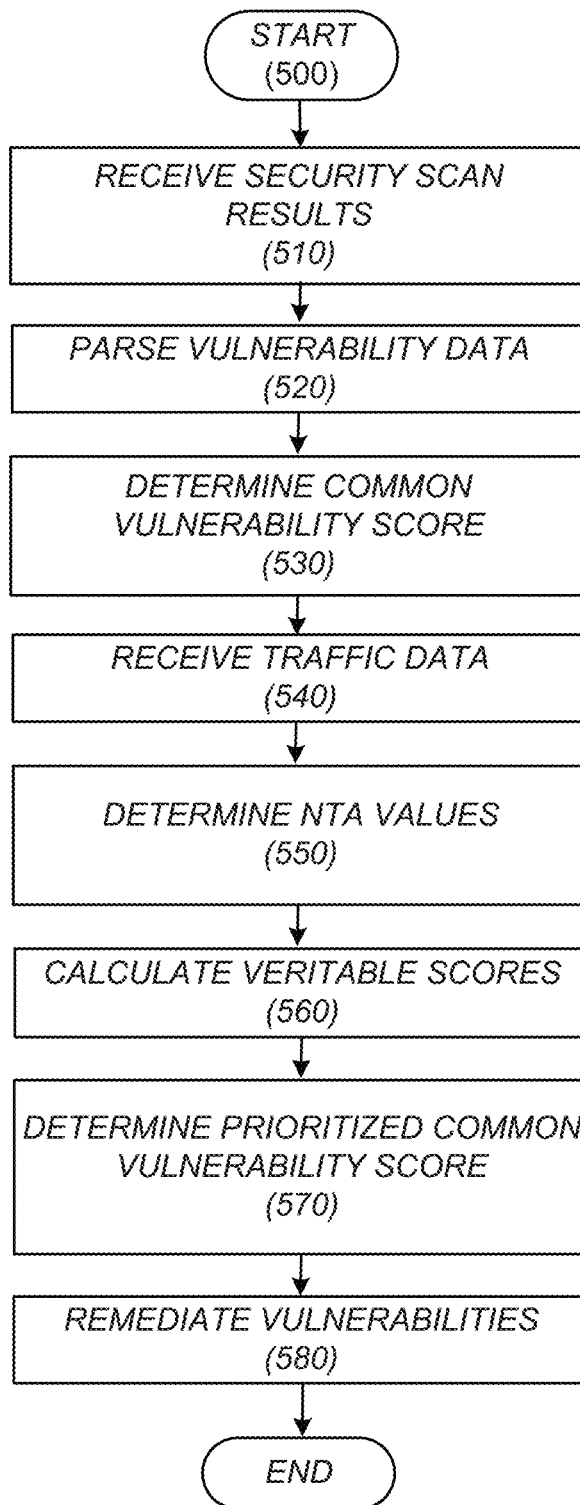 START
(500)
RECEIVE SECURITY SCAN
RESULTS
(510)
PARSE VULNERABILITY DATA
(520)
DETERMINE COMMON
VULNERABILITY SCORE
(530)
RECEIVE TRAFFIC DATA
(540)
DETERMINE NTA VALUES
(550)
CALCULATE VERITABLE SCORES
(560)
DETERMINE PRIORITIZED COMMON
VULNERABILITY SCORE
(570)
REMEDIATE VULNERABILITIES
(580)
END